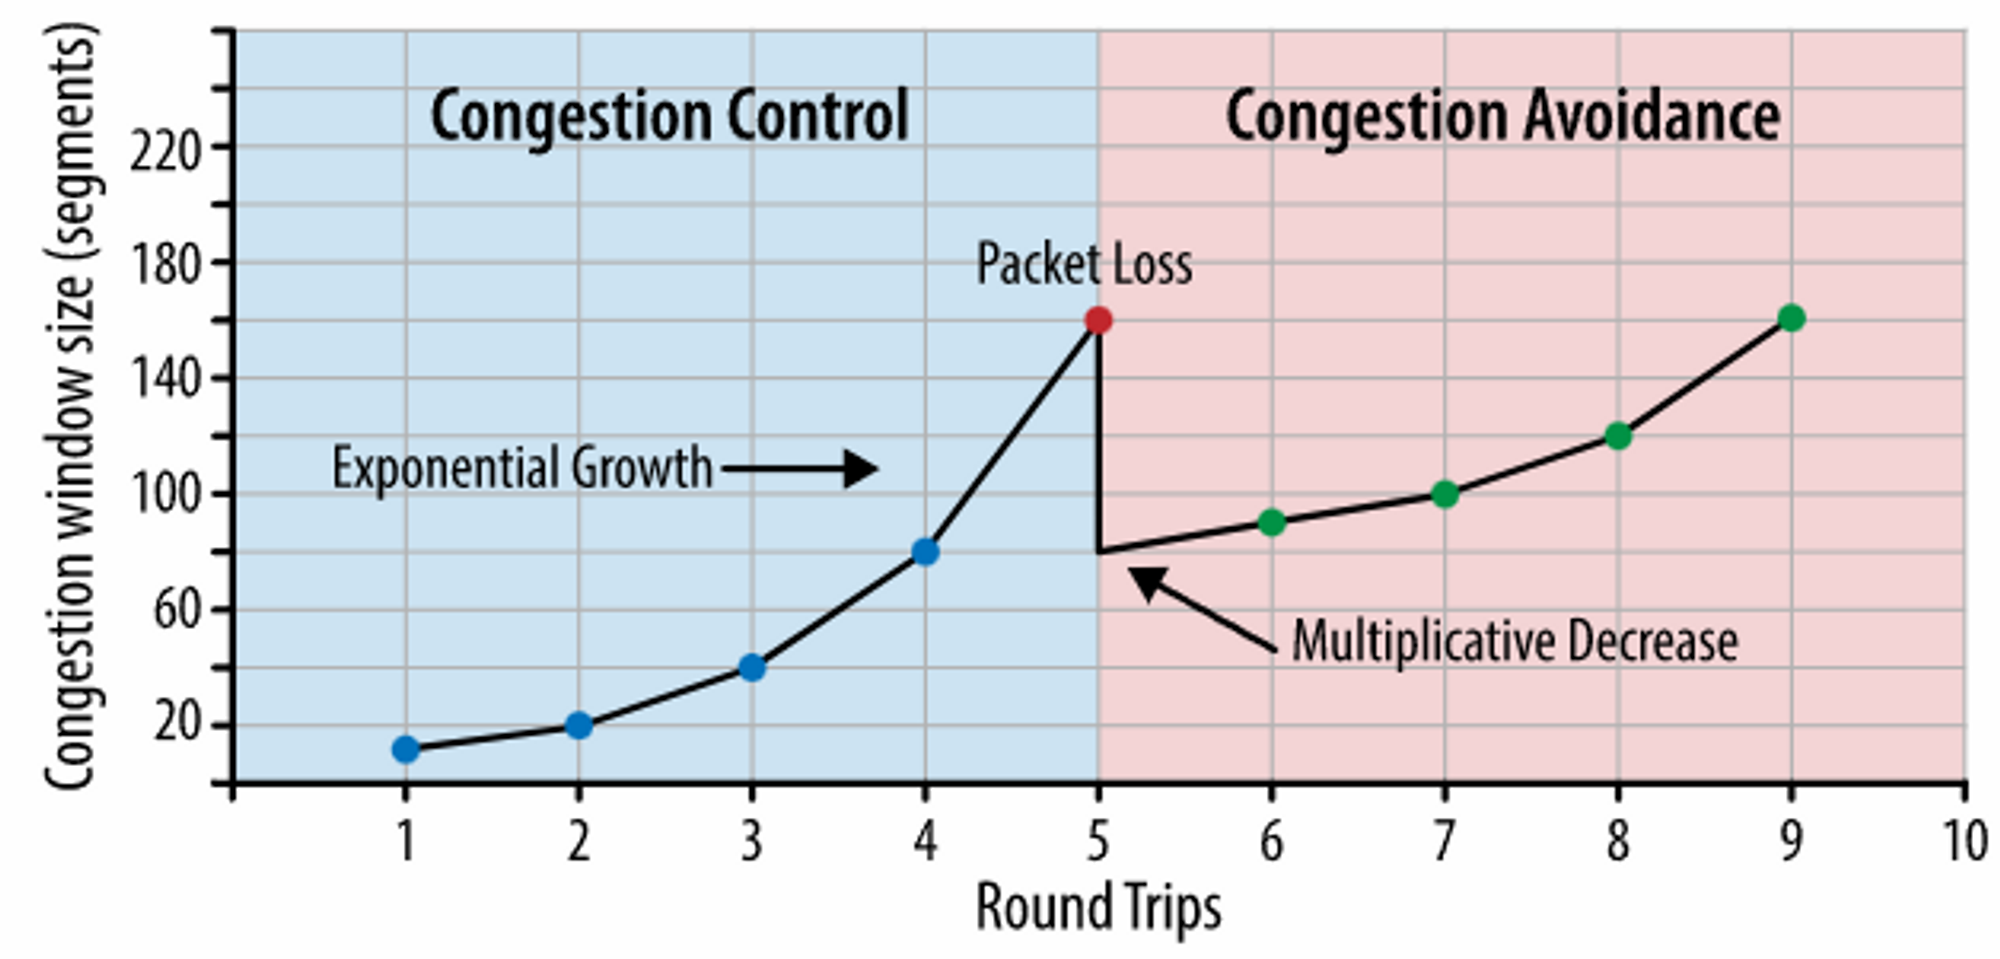 Congestion window size (segments)
Congestion Control
Congestion Avoidance
220
180
140
100
60
20
Packet Loss
Exponential Growth
Multiplicative Decrease
1 2 3 4 5 6 7 8 9 10
Round Trips